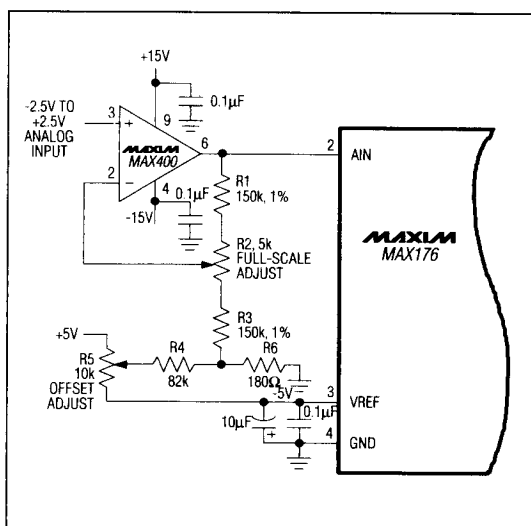 +15V
0.1µF
-2.5V TO
+2.5V
ANALOG
INPUT
3
+
9
MAXIM
MAX400
6
2
-
4
0.1µF
-15V
R1
150k, 1%
R2, 5k
FULL-SCALE
ADJUST
R3
150k, 1%
+5V
R5
10k
OFFSET
ADJUST
R4
82k
R6
180Ω
-5V
10µF
+
0.1µF
2
AIN
MAXIM
MAX176
3
VREF
4
GND